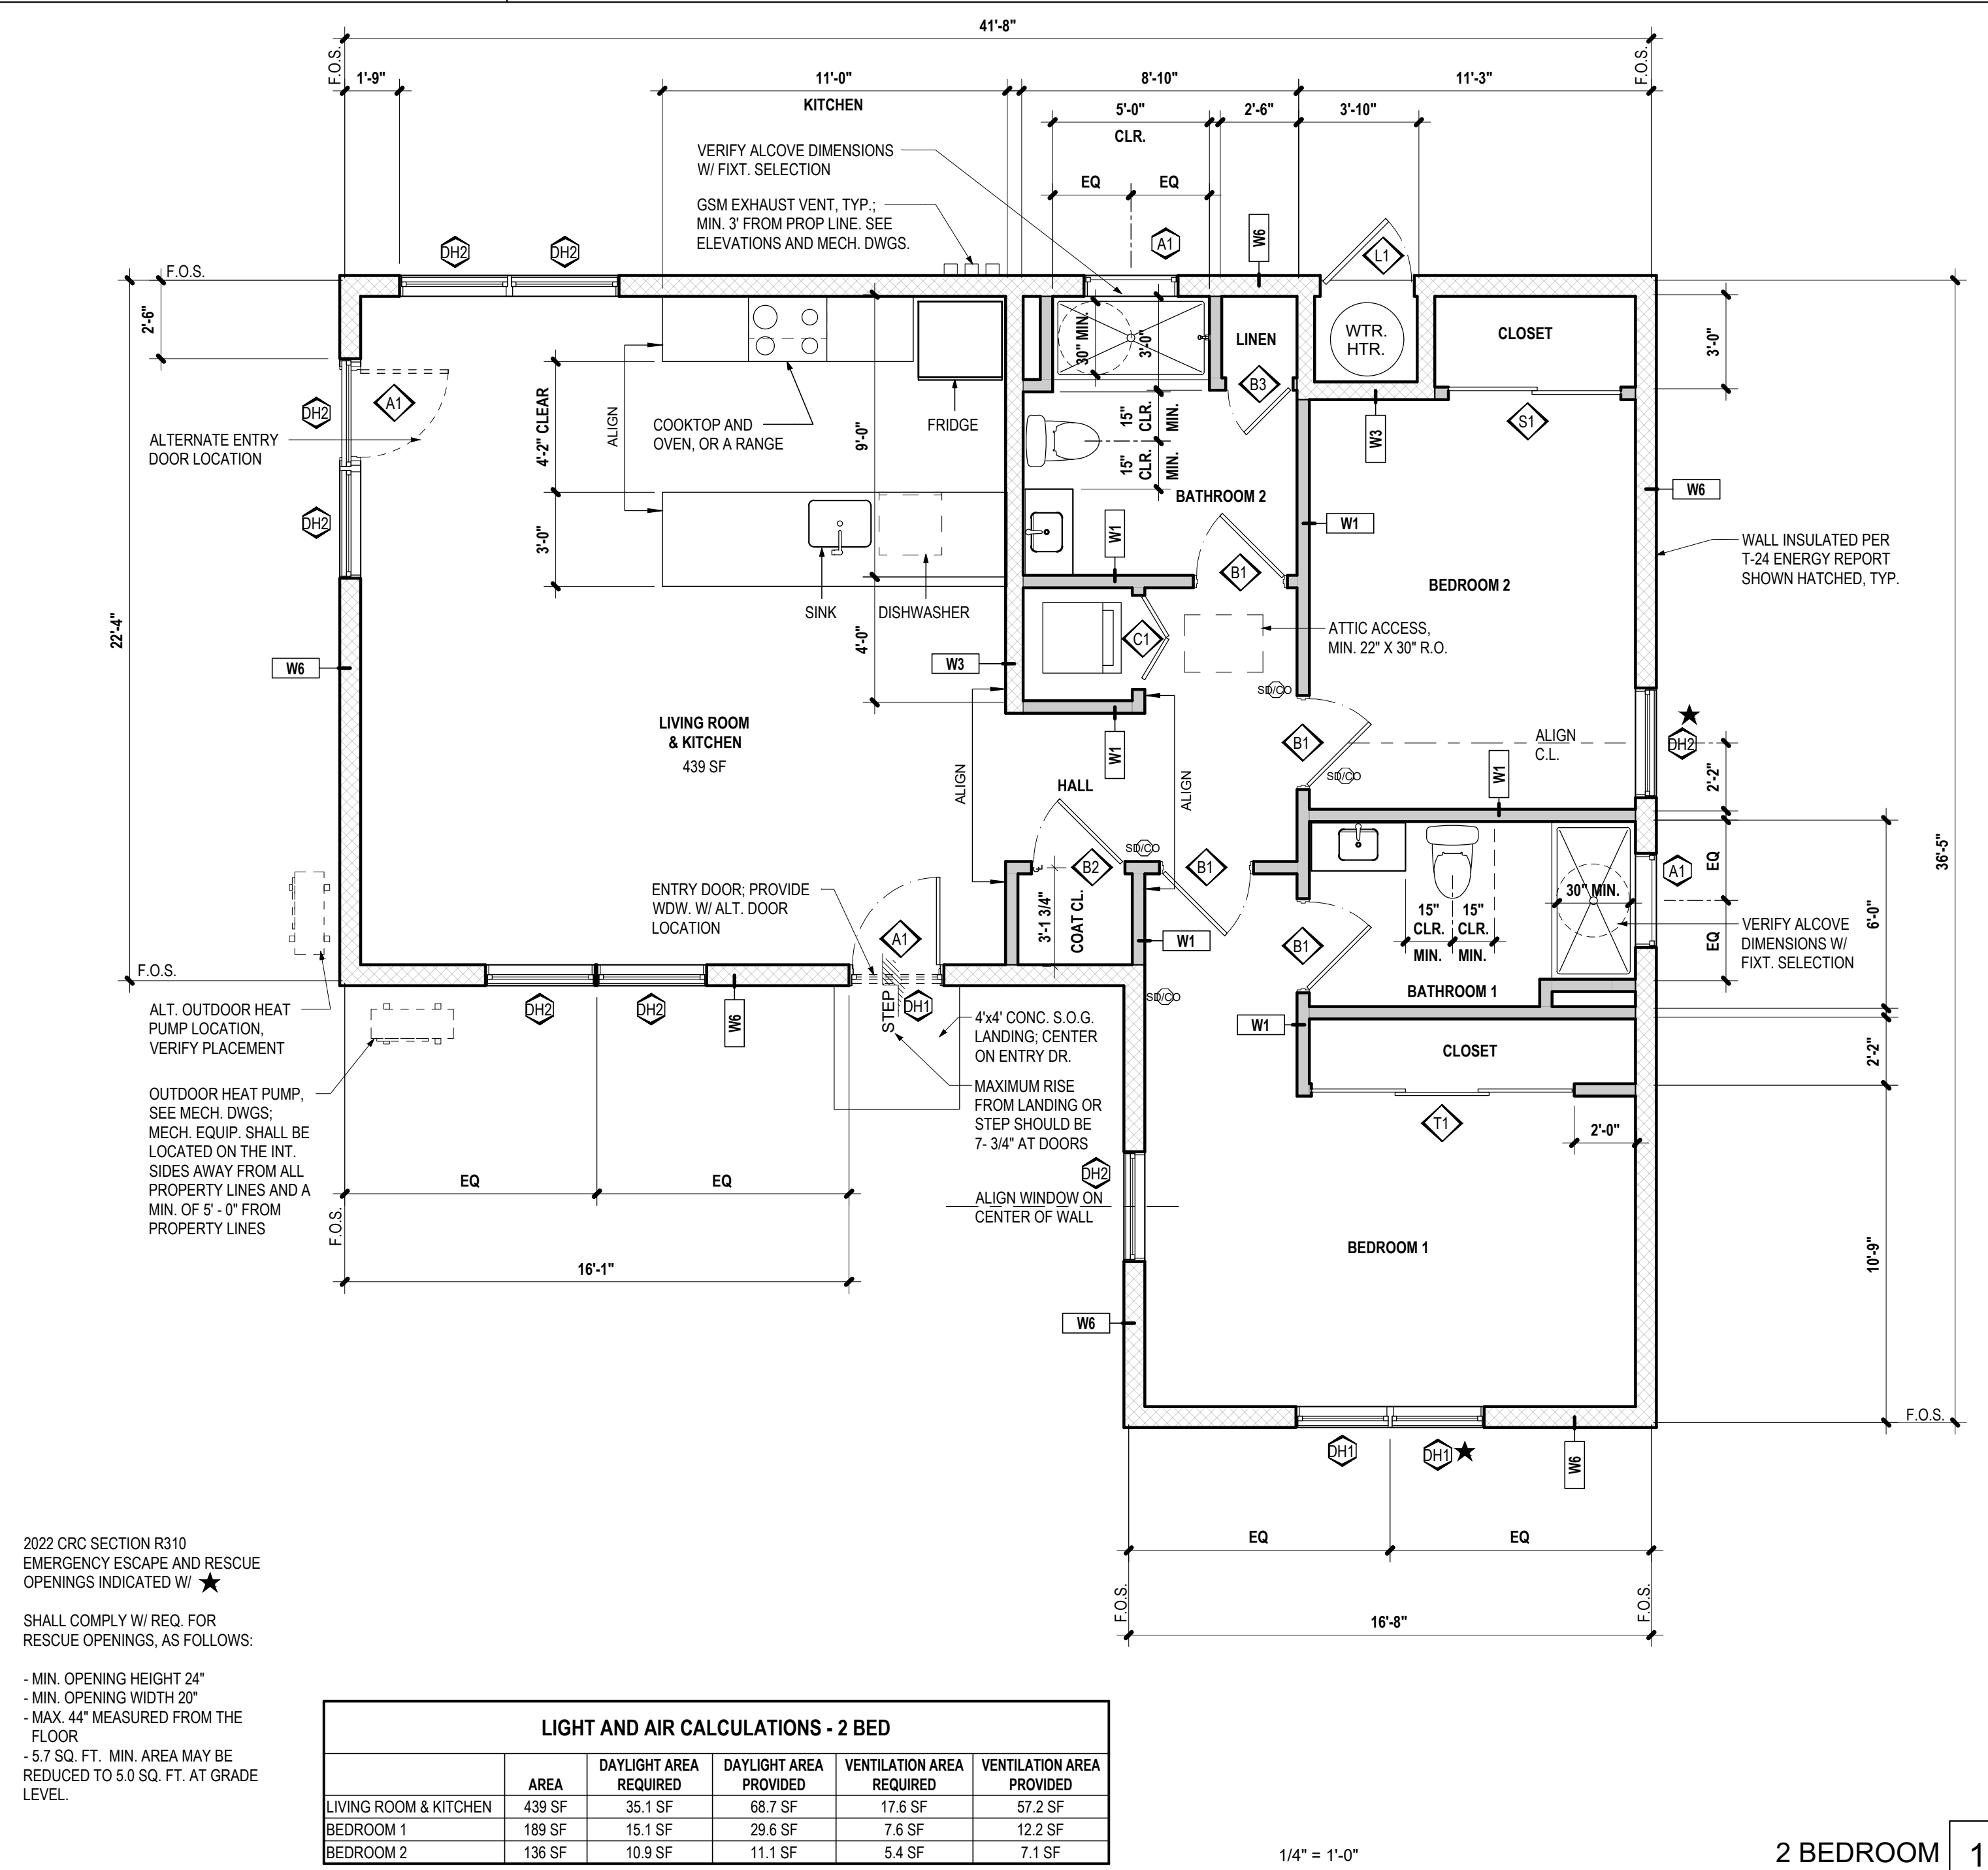 41'-8"
F.O.S.
F.O.S.
1'-9"
11'-0"
KITCHEN
8'-10"
11'-3"
5'-0"
CLR.
2'-6"
3'-10"
VERIFY ALCOVE DIMENSIONS
W/ FIXT. SELECTION
EQ
EQ
GSM EXHAUST VENT, TYP.;
MIN. 3' FROM PROP LINE. SEE
ELEVATIONS AND MECH. DWGS.
DH2
DH2
A1
W6
L1
F.O.S.
2'-6"
WTR.
HTR.
CLOSET
3'-0"
30" MIN.
3'-0"
LINEN
B3
DH2
A1
ALTERNATE ENTRY
DOOR LOCATION
4'-2" CLEAR
ALIGN
COOKTOP AND
OVEN, OR A RANGE
9'-0"
FRIDGE
15"
CLR.
MIN.
15"
CLR.
MIN.
W3
S1
BATHROOM 2
W6
DH2
3'-0"
W1
W1
WALL INSULATED PER
T-24 ENERGY REPORT
SHOWN HATCHED, TYP.
B1
BEDROOM 2
SINK
DISHWASHER
22'-4"
4'-0"
C1
ATTIC ACCESS,
MIN. 22" X 30" R.O.
W6
W3
SD/CO
LIVING ROOM
& KITCHEN
439 SF
W1
B1
ALIGN
C.L.
DH2
2'-2"
ALIGN
HALL
ALIGN
SD/CO
W1
SD/CO
B2
B1
EQ
A1
36'-5"
ENTRY DOOR; PROVIDE
WDW. W/ ALT. DOOR
LOCATION
3'-1 3/4"
COAT CL.
30" MIN.
15"
CLR.
MIN.
15"
CLR.
MIN.
6'-0"
VERIFY ALCOVE
DIMENSIONS W/
FIXT. SELECTION
A1
W1
B1
EQ
F.O.S.
BATHROOM 1
SD/CO
DH2
DH2
W6
STEP
DH1
W1
ALT. OUTDOOR HEAT
PUMP LOCATION,
VERIFY PLACEMENT
4'x4' CONC. S.O.G.
LANDING; CENTER
ON ENTRY DR.
CLOSET
2'-2"
MAXIMUM RISE
FROM LANDING OR
STEP SHOULD BE
7- 3/4" AT DOORS
T1
2'-0"
OUTDOOR HEAT PUMP,
SEE MECH. DWGS;
MECH. EQUIP. SHALL BE
LOCATED ON THE INT.
SIDES AWAY FROM ALL
PROPERTY LINES AND A
MIN. OF 5' - 0" FROM
PROPERTY LINES
EQ
EQ
DH2
ALIGN WINDOW ON
CENTER OF WALL
F.O.S.
BEDROOM 1
10'-9"
16'-1"
W6
F.O.S.
DH1
DH1
W6
EQ
EQ
F.O.S.
F.O.S.
16'-8"
2022 CRC SECTION R310
EMERGENCY ESCAPE AND RESCUE
OPENINGS INDICATED W/ ★
SHALL COMPLY W/ REQ. FOR
RESCUE OPENINGS, AS FOLLOWS:
- MIN. OPENING HEIGHT 24"
- MIN. OPENING WIDTH 20"
- MAX. 44" MEASURED FROM THE
FLOOR
- 5.7 SQ. FT. MIN. AREA MAY BE
REDUCED TO 5.0 SQ. FT. AT GRADE
LEVEL.
LIGHT AND AIR CALCULATIONS - 2 BED
AREA DAYLIGHT AREA REQUIRED DAYLIGHT AREA PROVIDED VENTILATION AREA REQUIRED VENTILATION AREA PROVIDED
LIVING ROOM & KITCHEN 439 SF 35.1 SF 68.7 SF 17.6 SF 57.2 SF
BEDROOM 1 189 SF 15.1 SF 29.6 SF 7.6 SF 12.2 SF
BEDROOM 2 136 SF 10.9 SF 11.1 SF 5.4 SF 7.1 SF
1/4" = 1'-0"
2 BEDROOM 1